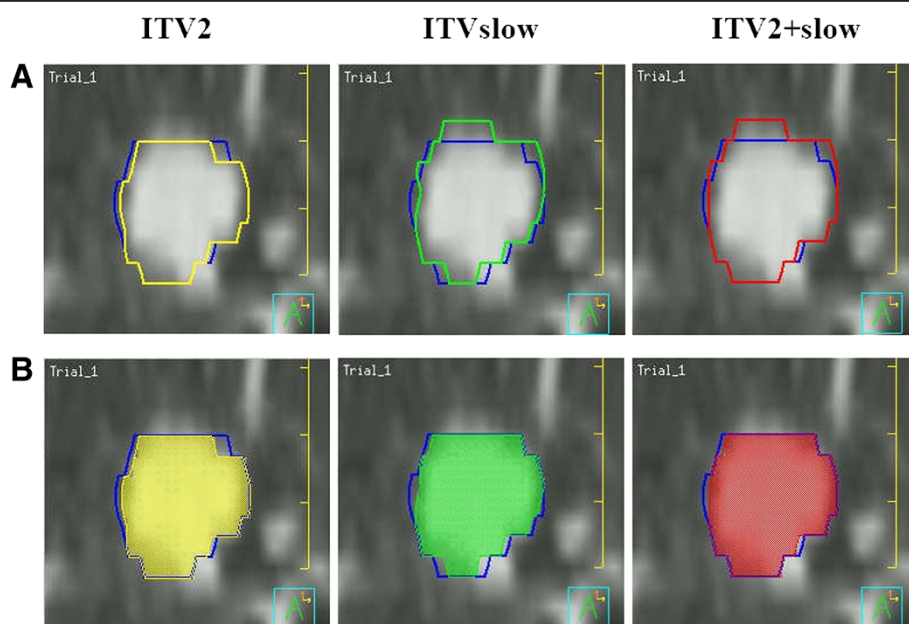 ITV2 ITVslow ITV2+slow
A Trial_1 Trial_1 Trial_1
A A A
B Trial_1 Trial_1 Trial_1
A A A